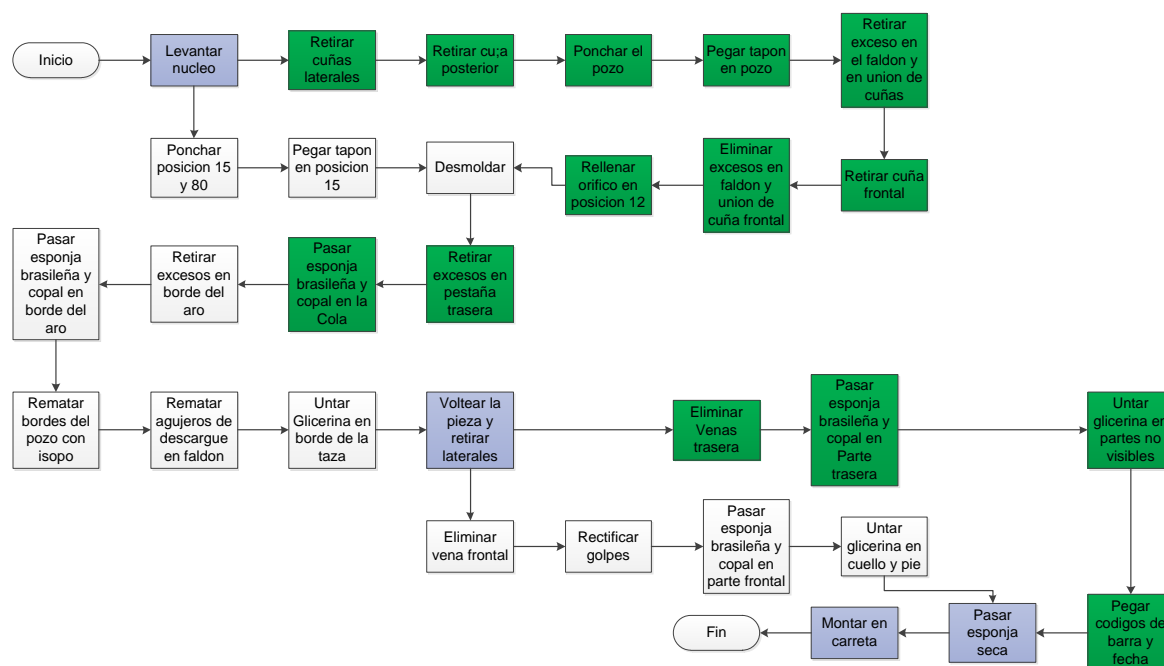 Inicio
Levantar
nucleo
Retirar
cuñas
laterales
Retirar cu;a
posterior
Ponchar el
pozo
Pegar tapon
en pozo
Retirar
exceso en
el faldon y
en union de
cuñas
Ponchar
posicion 15
y 80
Pegar tapon
en posicion
15
Desmoldar
Rellenar
orifico en
posicion 12
Eliminar
excesos en
faldon y
union de
cuña frontal
Retirar cuña
frontal
Pasar
esponja
brasileña y
copal en
borde del
aro
Retirar
excesos en
borde del
aro
Pasar
esponja
brasileña y
copal en la
Cola
Retirar
excesos en
pestaña
trasera
Rematar
bordes del
pozo con
isopo
Rematar
agujeros de
descargue
en faldon
Untar
Glicerina en
borde de la
taza
Voltear la
pieza y
retirar
laterales
Eliminar
Venas
trasera
Pasar
esponja
brasileña y
copal en
Parte
trasera
Untar
glicerina en
partes no
visibles
Eliminar
vena frontal
Rectificar
golpes
Pasar
esponja
brasileña y
copal en
parte frontal
Untar
glicerina en
cuello y pie
Fin
Montar en
carreta
Pasar
esponja
seca
Pegar
codigos de
barra y
fecha